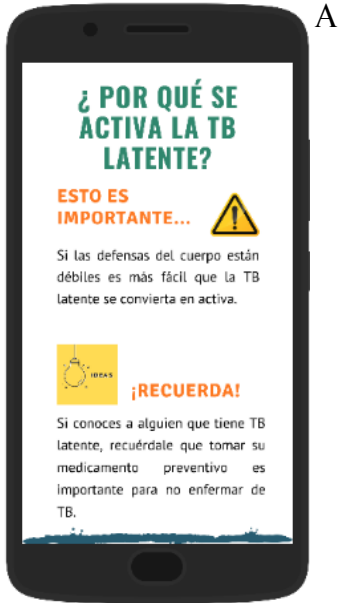 A
¿ POR QUÉ SE
ACTIVA LA TB
LATENTE?
ESTO ES
IMPORTANTE...
Si las defensas del cuerpo están
débiles es más fácil que la TB
latente se convierta en activa.
IDEAS
¡RECUERDA!
Si conoces a alguien que tiene TB
latente, recuérdale que tomar su
medicamento preventivo es
importante para no enfermar de
TB.